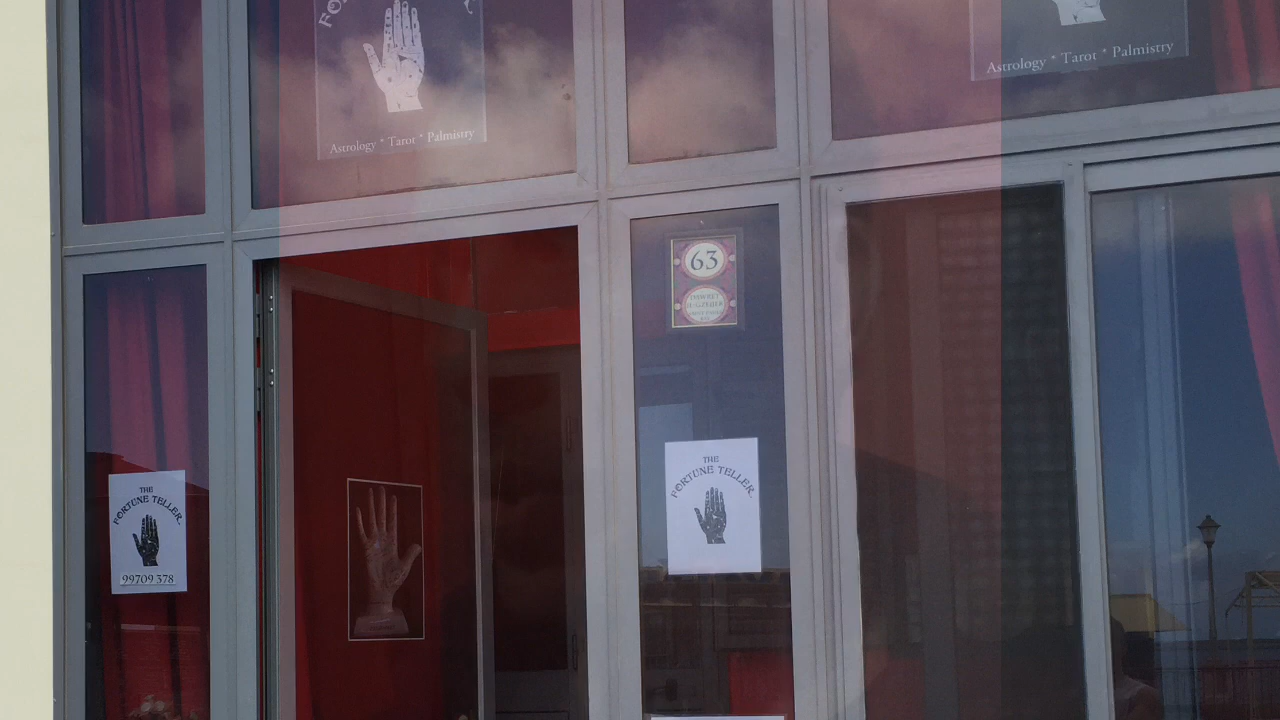 Astrology * Tarot * Palmistry
Astrology * Tarot * Palmistry
63
THE
FORTUNE TELLER.
THE
FORTUNE TELLER.
99709 378